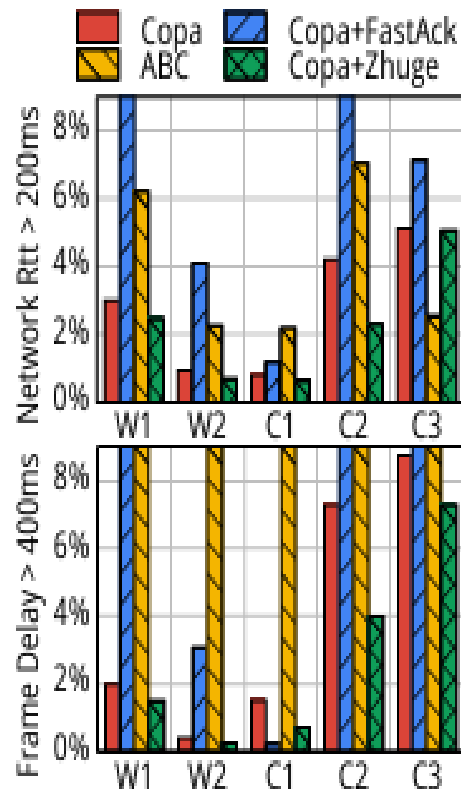 Copa Copa+FastAck
ABC Copa+Zhuge
Network Rtt > 200ms
8%
6%
4%
2%
0%
W1 W2 C1 C2 C3
Frame Delay > 400ms
8%
6%
4%
2%
0%
W1 W2 C1 C2 C3